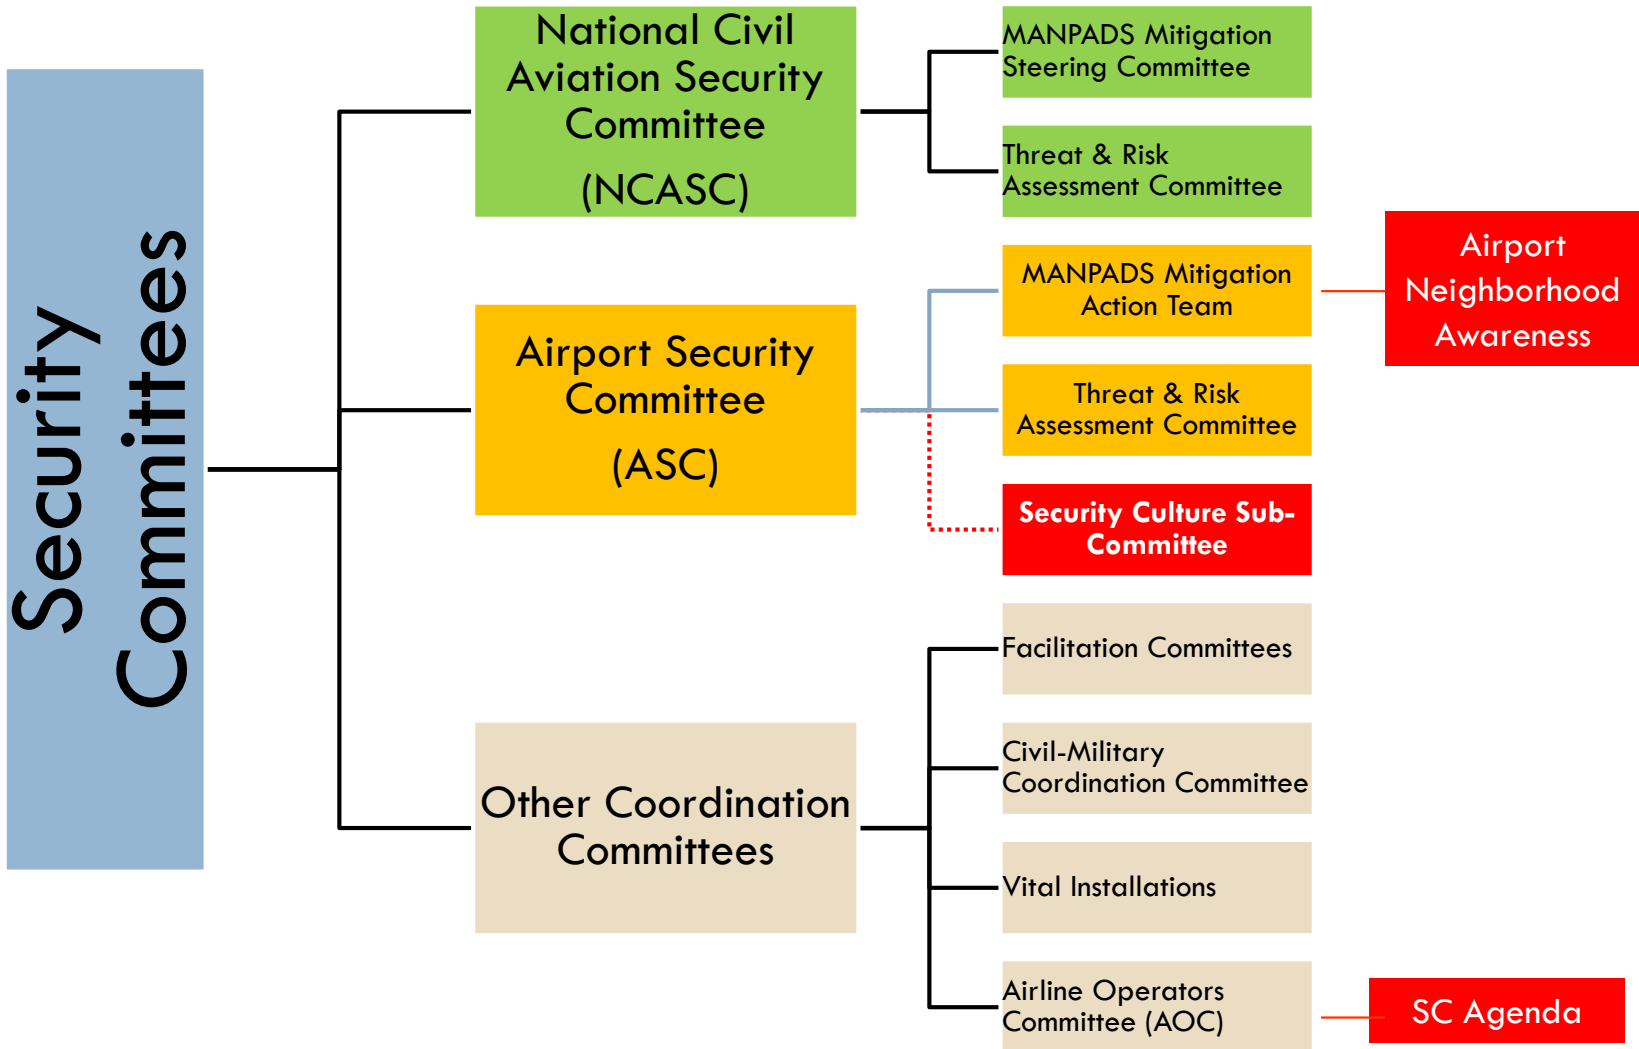 Security
Committees
National Civil
Aviation Security
Committee
(NCASC)
MANPADS Mitigation
Steering Committee
Threat & Risk
Assessment Committee
Airport Security
Committee
(ASC)
MANPADS Mitigation
Action Team
Airport
Neighborhood
Awareness
Threat & Risk
Assessment Committee
Security Culture Sub-
Committee
Other Coordination
Committees
Facilitation Committees
Civil-Military
Coordination Committee
Vital Installations
Airline Operators
Committee (AOC)
SC Agenda